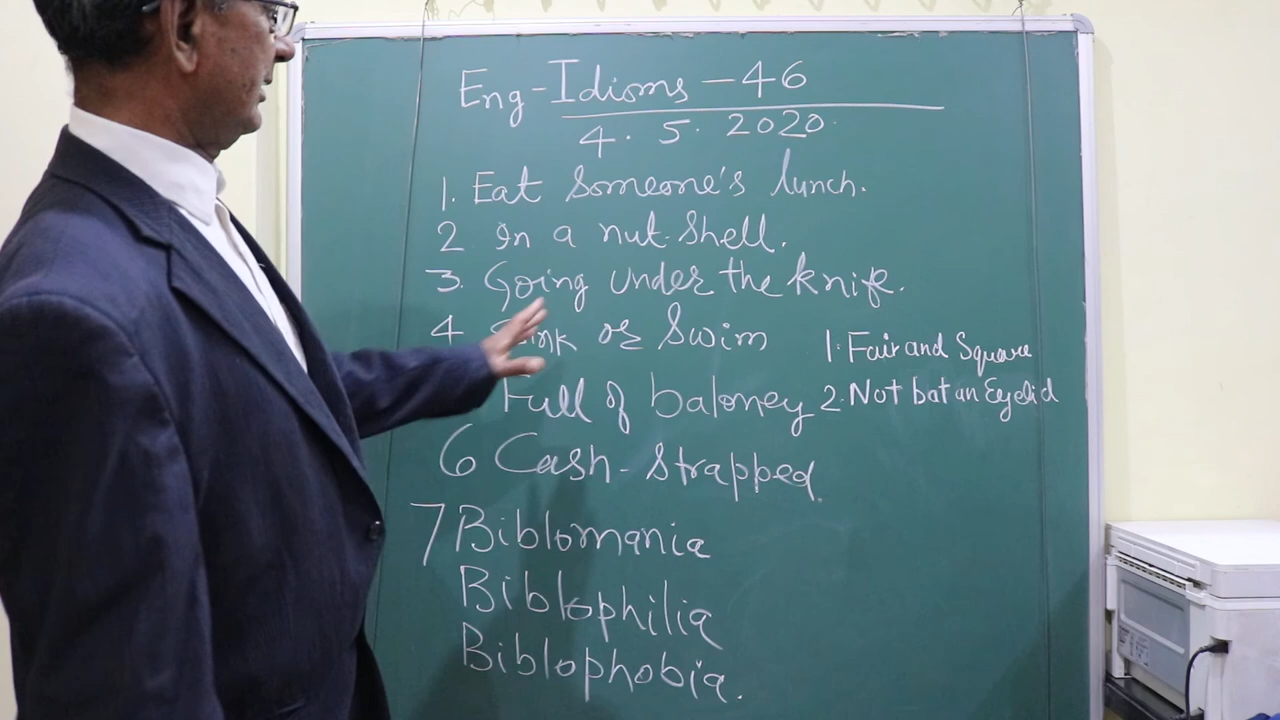 Eng-Idioms - 46
4. 5. 2020.
1. Eat Someone's lunch.
2 In a nut shell.
3. Going under the knife.
4 Sink or Swim
Full of baloney
6 Cash-strapped.
7 Biblomania
Biblophilia
Biblophobia.
1. Fair and Square
2. Not bat an Eyelid